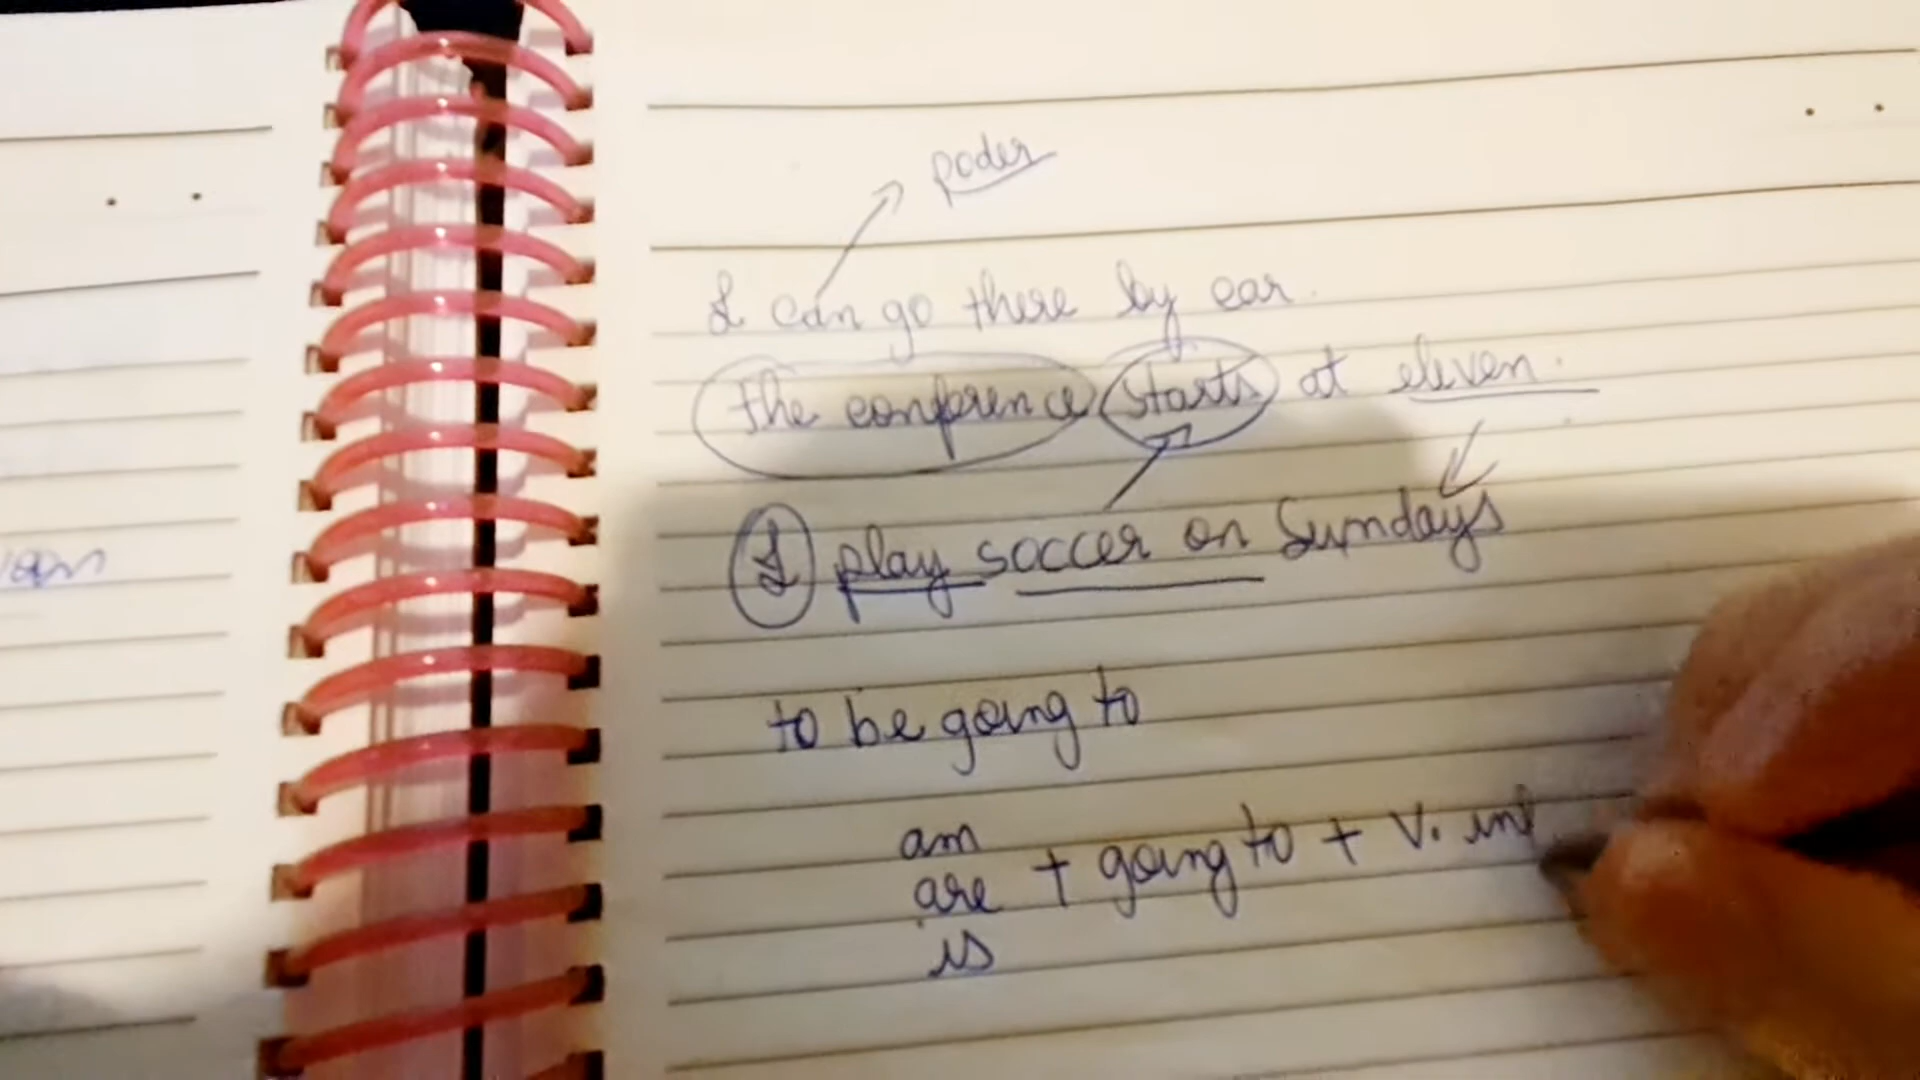 poder
I can go there by car.
the conference starts at eleven.
I play soccer on Sundays
to be going to
am
are + going to + v. inf
is